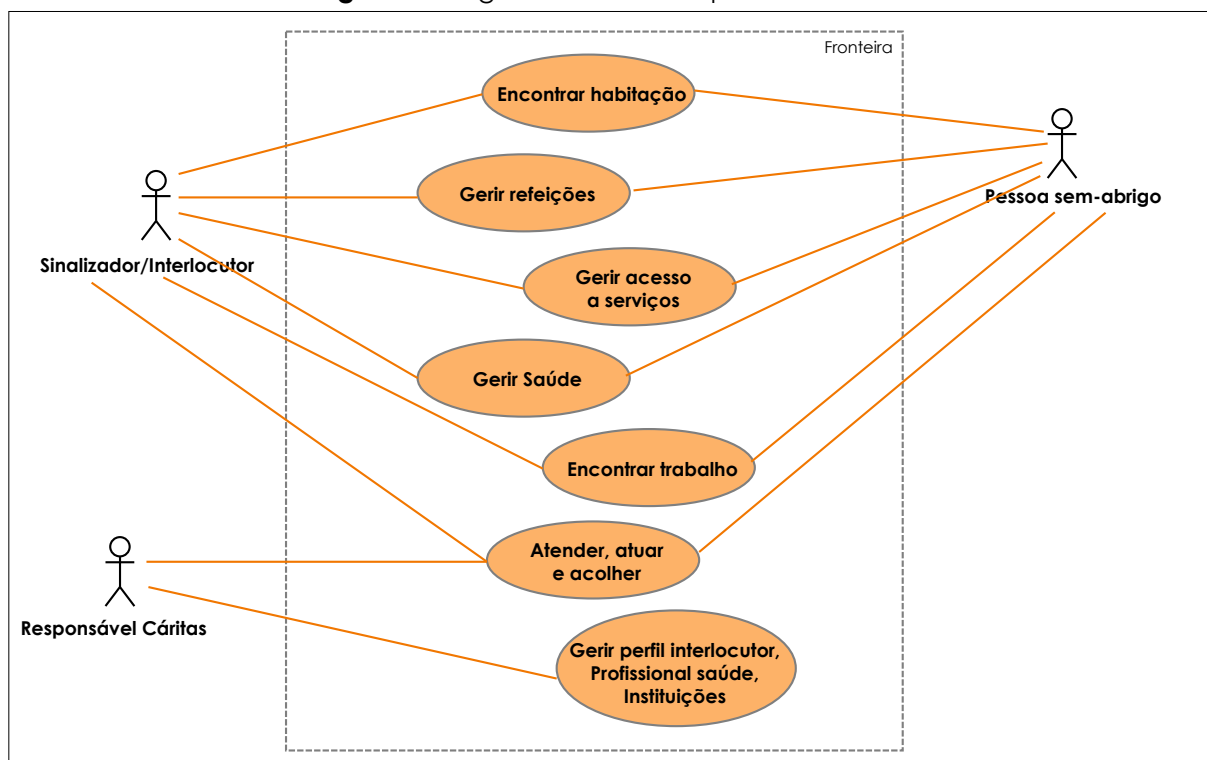 Fronteira
Encontrar habitação
Gerir refeições
Pessoa sem-abrigo
Sinalizador/Interlocutor
Gerir acesso
a serviços
Gerir Saúde
Encontrar trabalho
Atender, atuar
e acolher
Responsável Cáritas
Gerir perfil interlocutor,
Profissional saúde,
Instituições